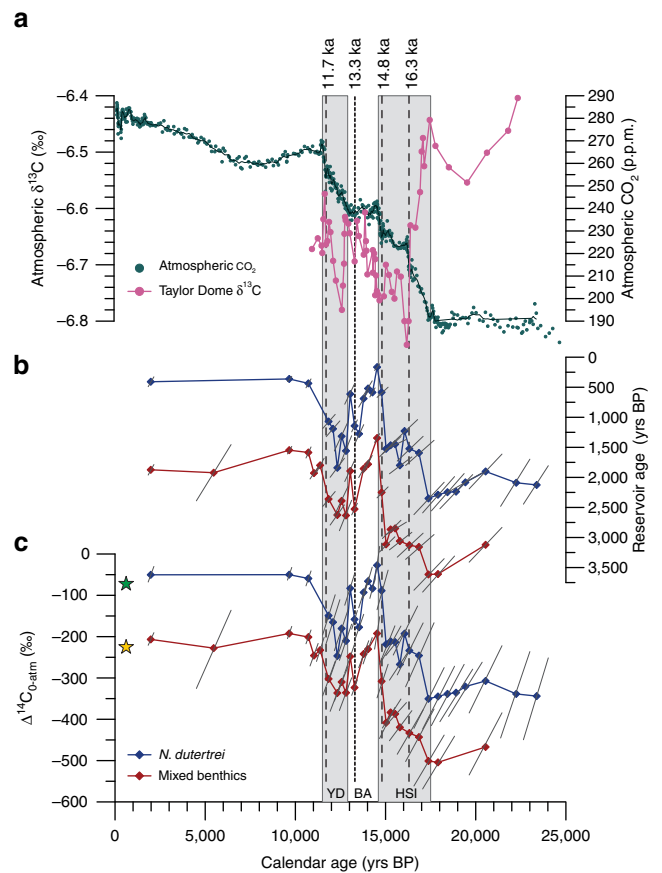 a
11.7 ka
13.3 ka
14.8 ka
16.3 ka
Atmospheric δ13C (‰)
−6.4
−6.5
−6.6
−6.7
−6.8
Atmospheric CO2
Taylor Dome δ13C
290
280
270
260
250
240
230
220
210
200
190
Atmospheric CO2 (p.p.m.)
b
0
500
1,000
1,500
2,000
2,500
3,000
3,500
Reservoir age (yrs BP)
c
0
−100
−200
−300
−400
−500
−600
Δ14C0-atm (‰)
N. dutertrei
Mixed benthics
YD
BA
HSI
0
5,000
10,000
15,000
20,000
25,000
Calendar age (yrs BP)